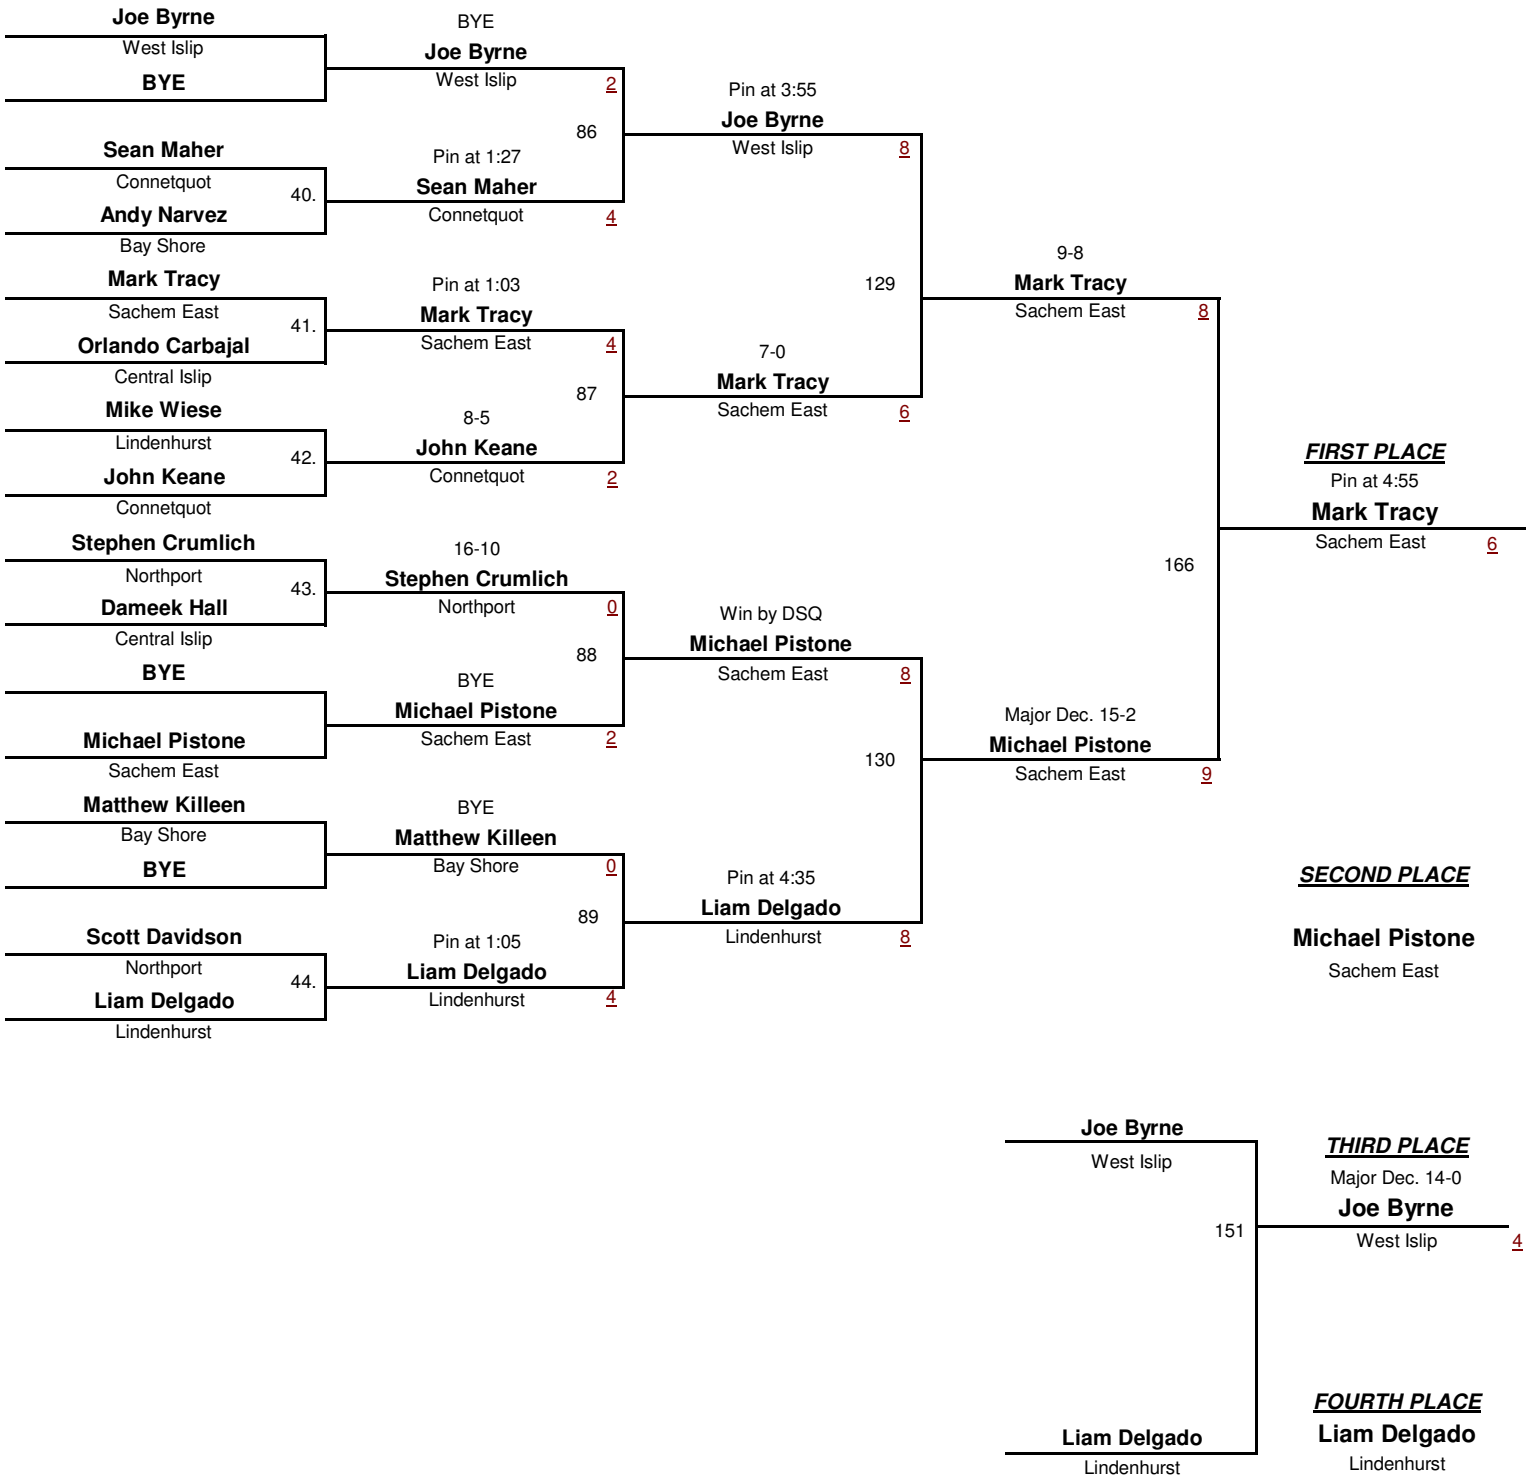 Joe Byrne
West Islip
BYE
Sean Maher
Connetquot
40.
Andy Narvez
Bay Shore
Mark Tracy
Sachem East
41.
Orlando Carbajal
Central Islip
Mike Wiese
Lindenhurst
42.
John Keane
Connetquot
Stephen Crumlich
Northport
43.
Dameek Hall
Central Islip
BYE
Michael Pistone
Sachem East
Matthew Killeen
Bay Shore
BYE
Scott Davidson
Northport
44.
Liam Delgado
Lindenhurst
BYE
Joe Byrne
West Islip 2
86
Pin at 1:27
Sean Maher
Connetquot 4
Pin at 1:03
Mark Tracy
Sachem East 4
87
8-5
John Keane
Connetquot 2
16-10
Stephen Crumlich
Northport 0
88
BYE
Michael Pistone
Sachem East 2
BYE
Matthew Killeen
Bay Shore 0
89
Pin at 1:05
Liam Delgado
Lindenhurst 4
Pin at 3:55
Joe Byrne
West Islip 8
129
7-0
Mark Tracy
Sachem East 6
Win by DSQ
Michael Pistone
Sachem East 8
130
Pin at 4:35
Liam Delgado
Lindenhurst 8
9-8
Mark Tracy
Sachem East 8
166
Major Dec. 15-2
Michael Pistone
Sachem East 9
FIRST PLACE
Pin at 4:55
Mark Tracy
Sachem East 6
SECOND PLACE
Michael Pistone
Sachem East
Joe Byrne
West Islip
151
Liam Delgado
Lindenhurst
THIRD PLACE
Major Dec. 14-0
Joe Byrne
West Islip 4
FOURTH PLACE
Liam Delgado
Lindenhurst